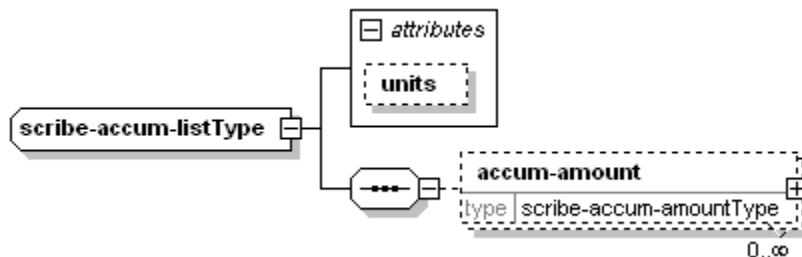 attributes
units
scribe-accum-listType
accum-amount
type scribe-accum-amountType
0..∞